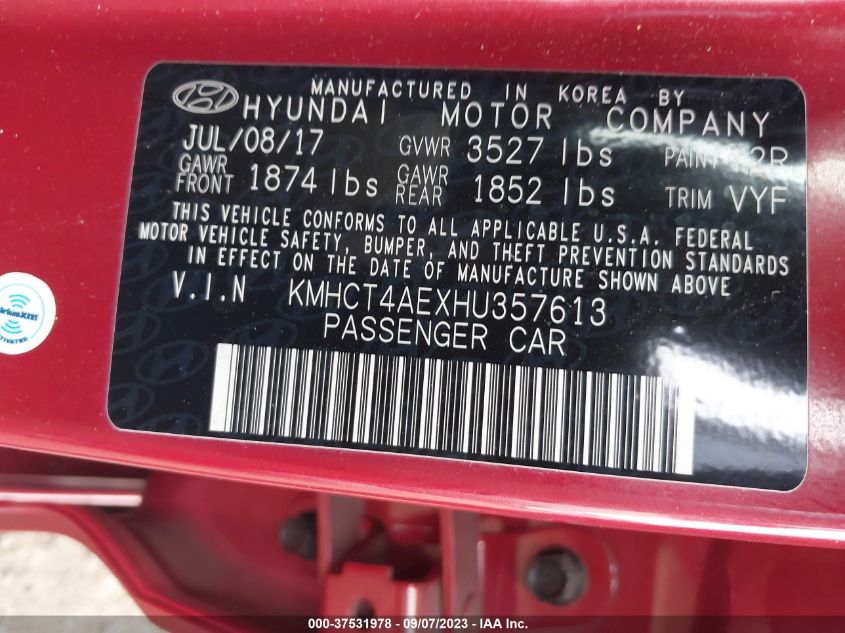 MANUFACTURED IN KOREA BY
HYUNDAI MOTOR COMPANY
JUL/08/17 GVWR 3527 lbs PAINT
GAWR FRONT 1874 lbs GAWR REAR 1852 lbs TRIM VYF
THIS VEHICLE CONFORMS TO ALL APPLICABLE U.S.A. FEDERAL
MOTOR VEHICLE SAFETY, BUMPER, AND THEFT PREVENTION STANDARDS
IN EFFECT ON THE DATE OF MANUFACTURE SHOWN ABOVE
V.I.N KMHCT4AEXHU357613
PASSENGER CAR
000-37531978 - 09/07/2023 - IAA Inc.